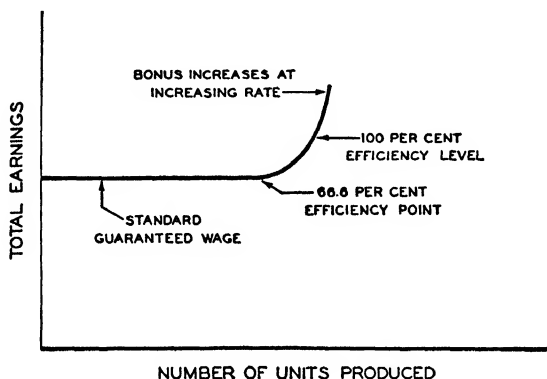 BONUS INCREASES AT
INCREASING RATE
100 PER CENT
EFFICIENCY LEVEL
66.6 PER CENT
EFFICIENCY POINT
STANDARD
GUARANTEED WAGE
TOTAL EARNINGS
NUMBER OF UNITS PRODUCED